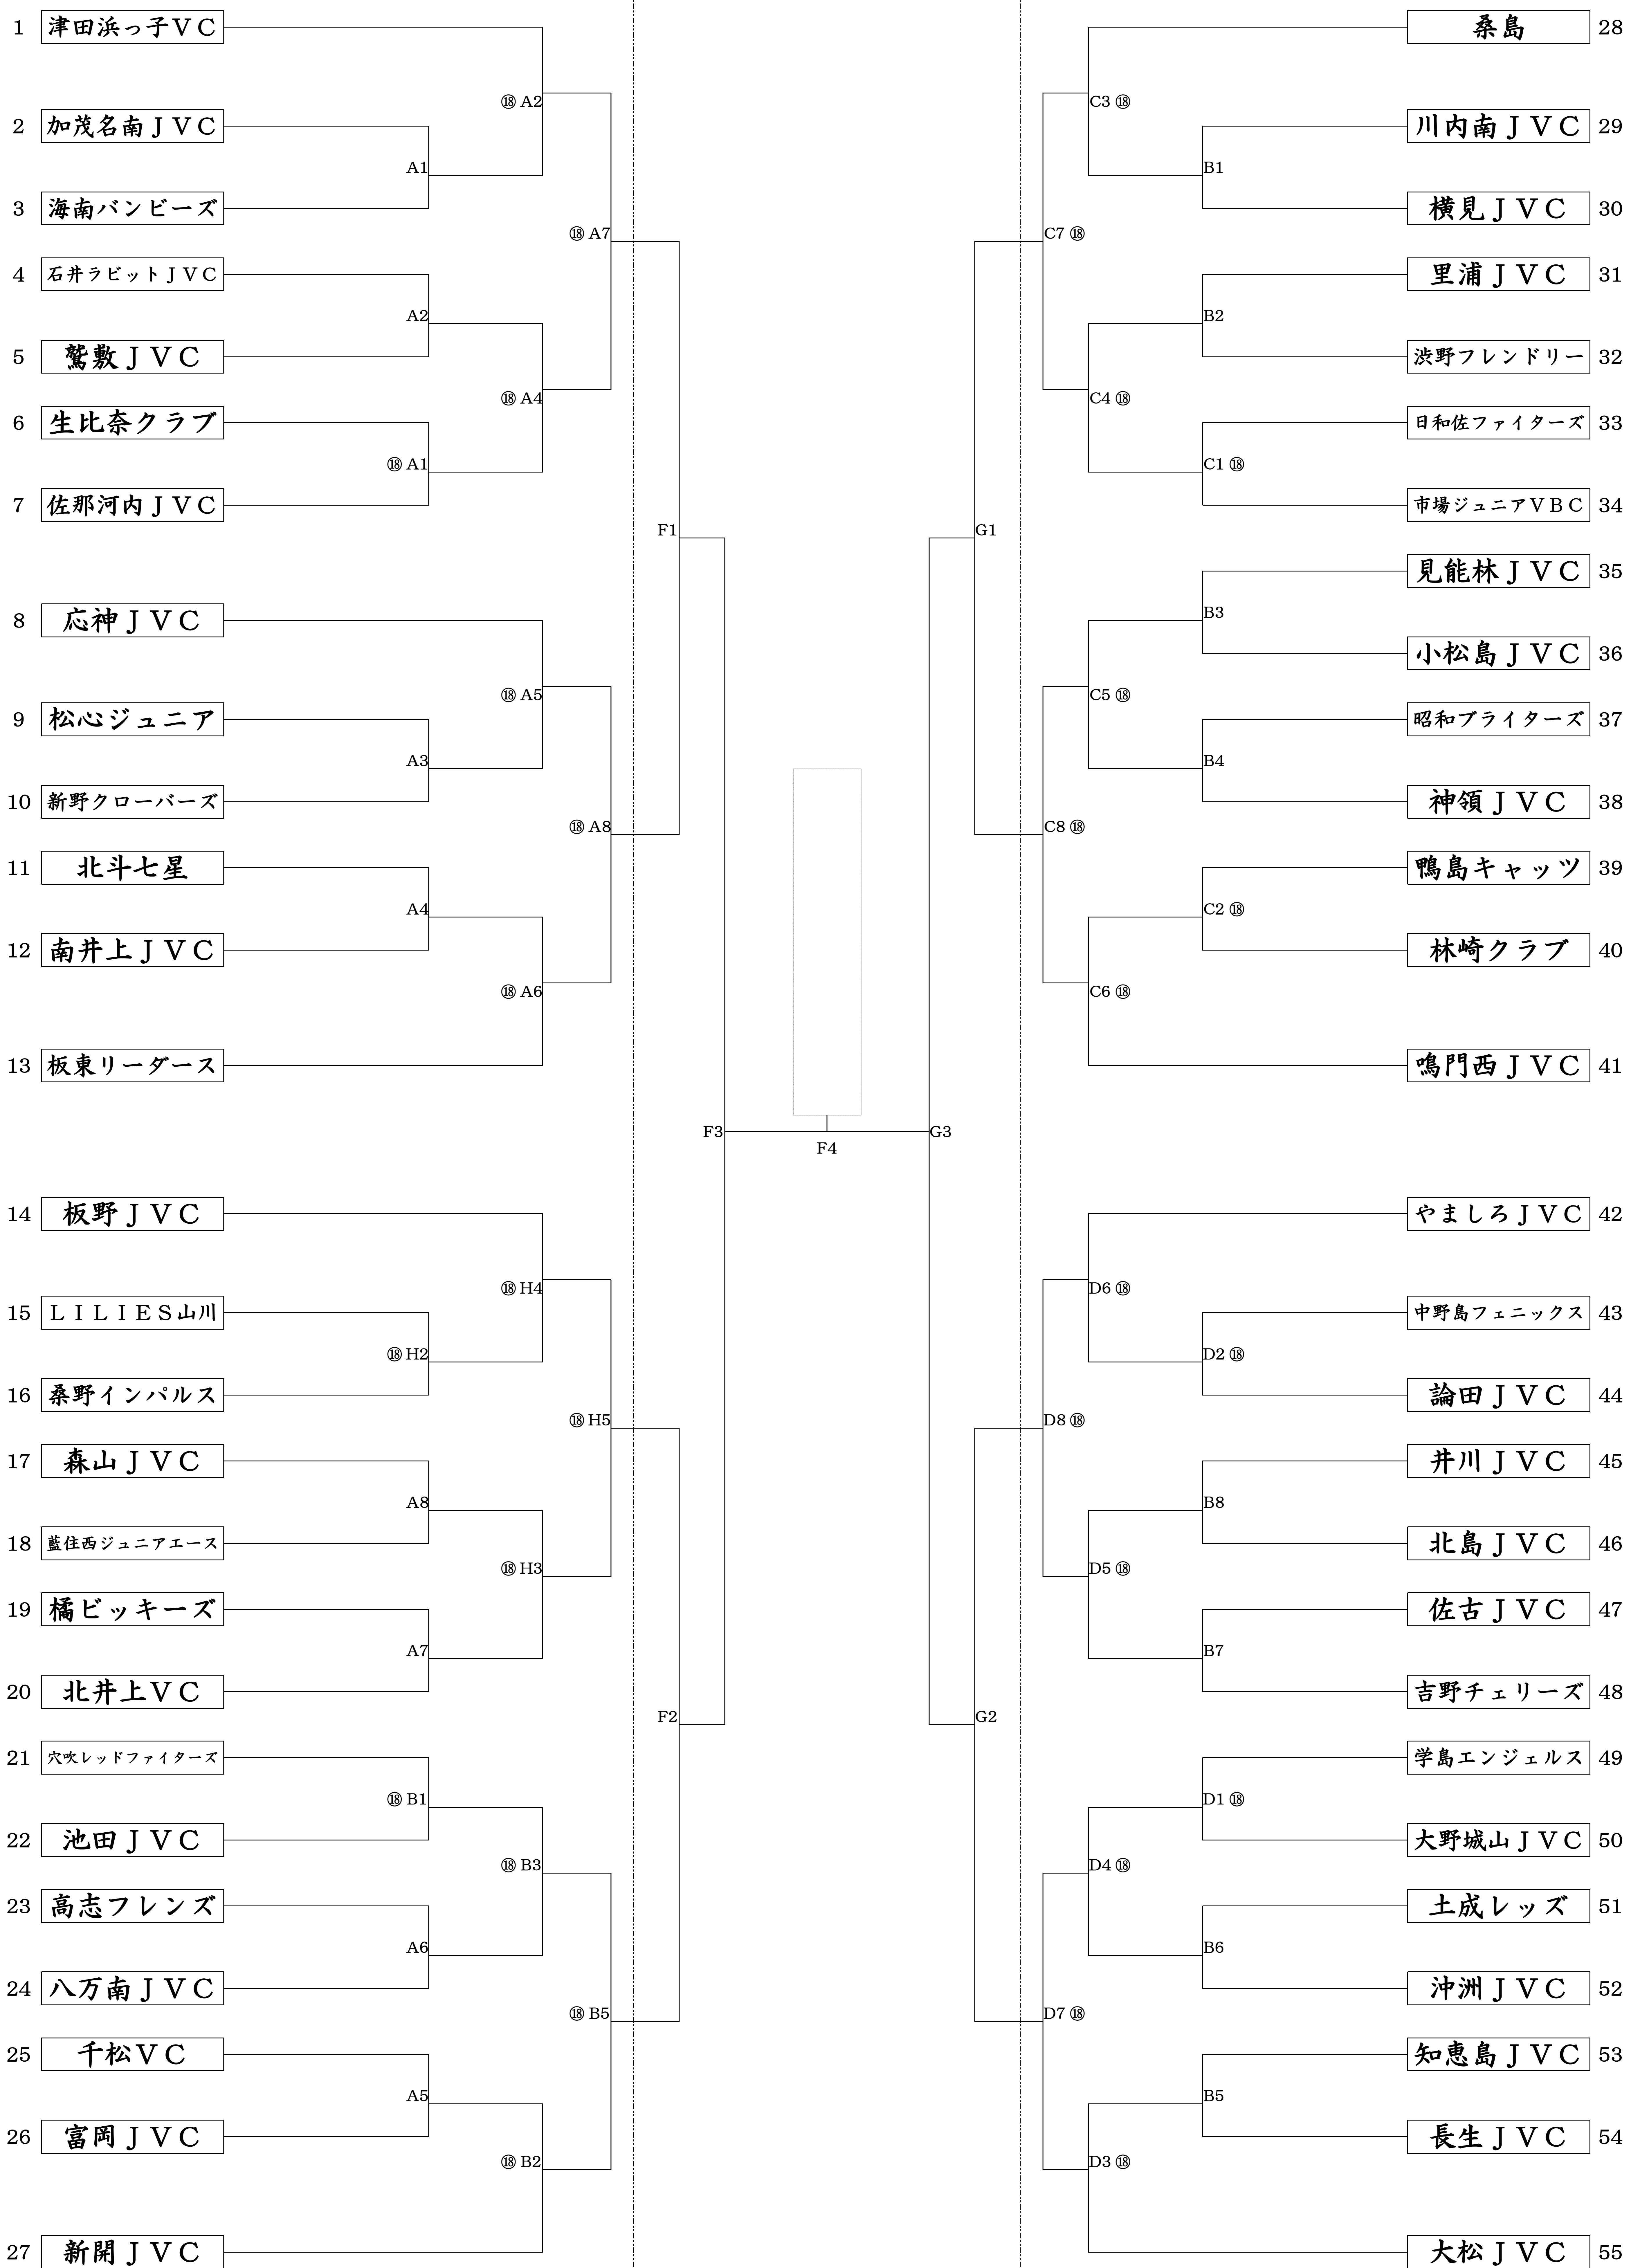 1 津田浜っ子ＶＣ
⑱ A2
2 加茂名南ＪＶＣ
A1
3 海南バンビーズ
⑱ A7
4 石井ラビットＪＶＣ
A2
5 鷲敷ＪＶＣ
⑱ A4
6 生比奈クラブ
⑱ A1
7 佐那河内ＪＶＣ
F1
8 応神ＪＶＣ
⑱ A5
9 松心ジュニア
A3
10 新野クローバーズ
⑱ A8
11 北斗七星
A4
12 南井上ＪＶＣ
⑱ A6
13 板東リーダース
F3
F4
14 板野ＪＶＣ
⑱ H4
15 ＬＩＬＩＥＳ山川
⑱ H2
16 桑野インパルス
⑱ H5
17 森山ＪＶＣ
A8
18 藍住西ジュニアエース
⑱ H3
19 橘ビッキーズ
A7
20 北井上ＶＣ
F2
21 穴吹レッドファイターズ
⑱ B1
22 池田ＪＶＣ
⑱ B3
23 高志フレンズ
A6
24 八万南ＪＶＣ
⑱ B5
25 千松ＶＣ
A5
26 富岡ＪＶＣ
⑱ B2
27 新開ＪＶＣ
桑島 28
C3 ⑱
川内南ＪＶＣ 29
B1
横見ＪＶＣ 30
C7 ⑱
里浦ＪＶＣ 31
B2
渋野フレンドリー 32
C4 ⑱
日和佐ファイターズ 33
C1 ⑱
市場ジュニアＶＢＣ 34
G1
見能林ＪＶＣ 35
B3
小松島ＪＶＣ 36
C5 ⑱
昭和ブライターズ 37
B4
神領ＪＶＣ 38
C8 ⑱
鴨島キャッツ 39
C2 ⑱
林崎クラブ 40
C6 ⑱
鳴門西ＪＶＣ 41
G3
やましろＪＶＣ 42
D6 ⑱
中野島フェニックス 43
D2 ⑱
論田ＪＶＣ 44
D8 ⑱
井川ＪＶＣ 45
B8
北島ＪＶＣ 46
D5 ⑱
佐古ＪＶＣ 47
B7
吉野チェリーズ 48
G2
学島エンジェルス 49
D1 ⑱
大野城山ＪＶＣ 50
D4 ⑱
土成レッズ 51
B6
沖洲ＪＶＣ 52
D7 ⑱
知恵島ＪＶＣ 53
B5
長生ＪＶＣ 54
D3 ⑱
大松ＪＶＣ 55